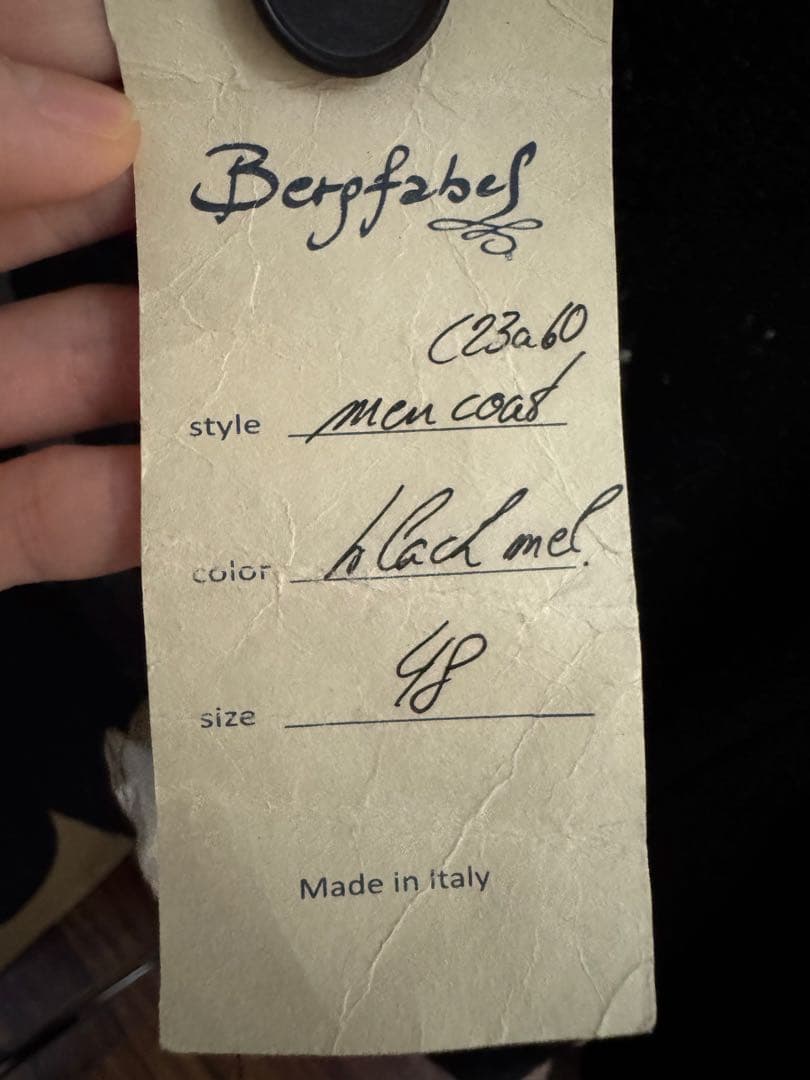 Bergfabel
C23a60
style men coat
color black mel.
size 48
Made in Italy